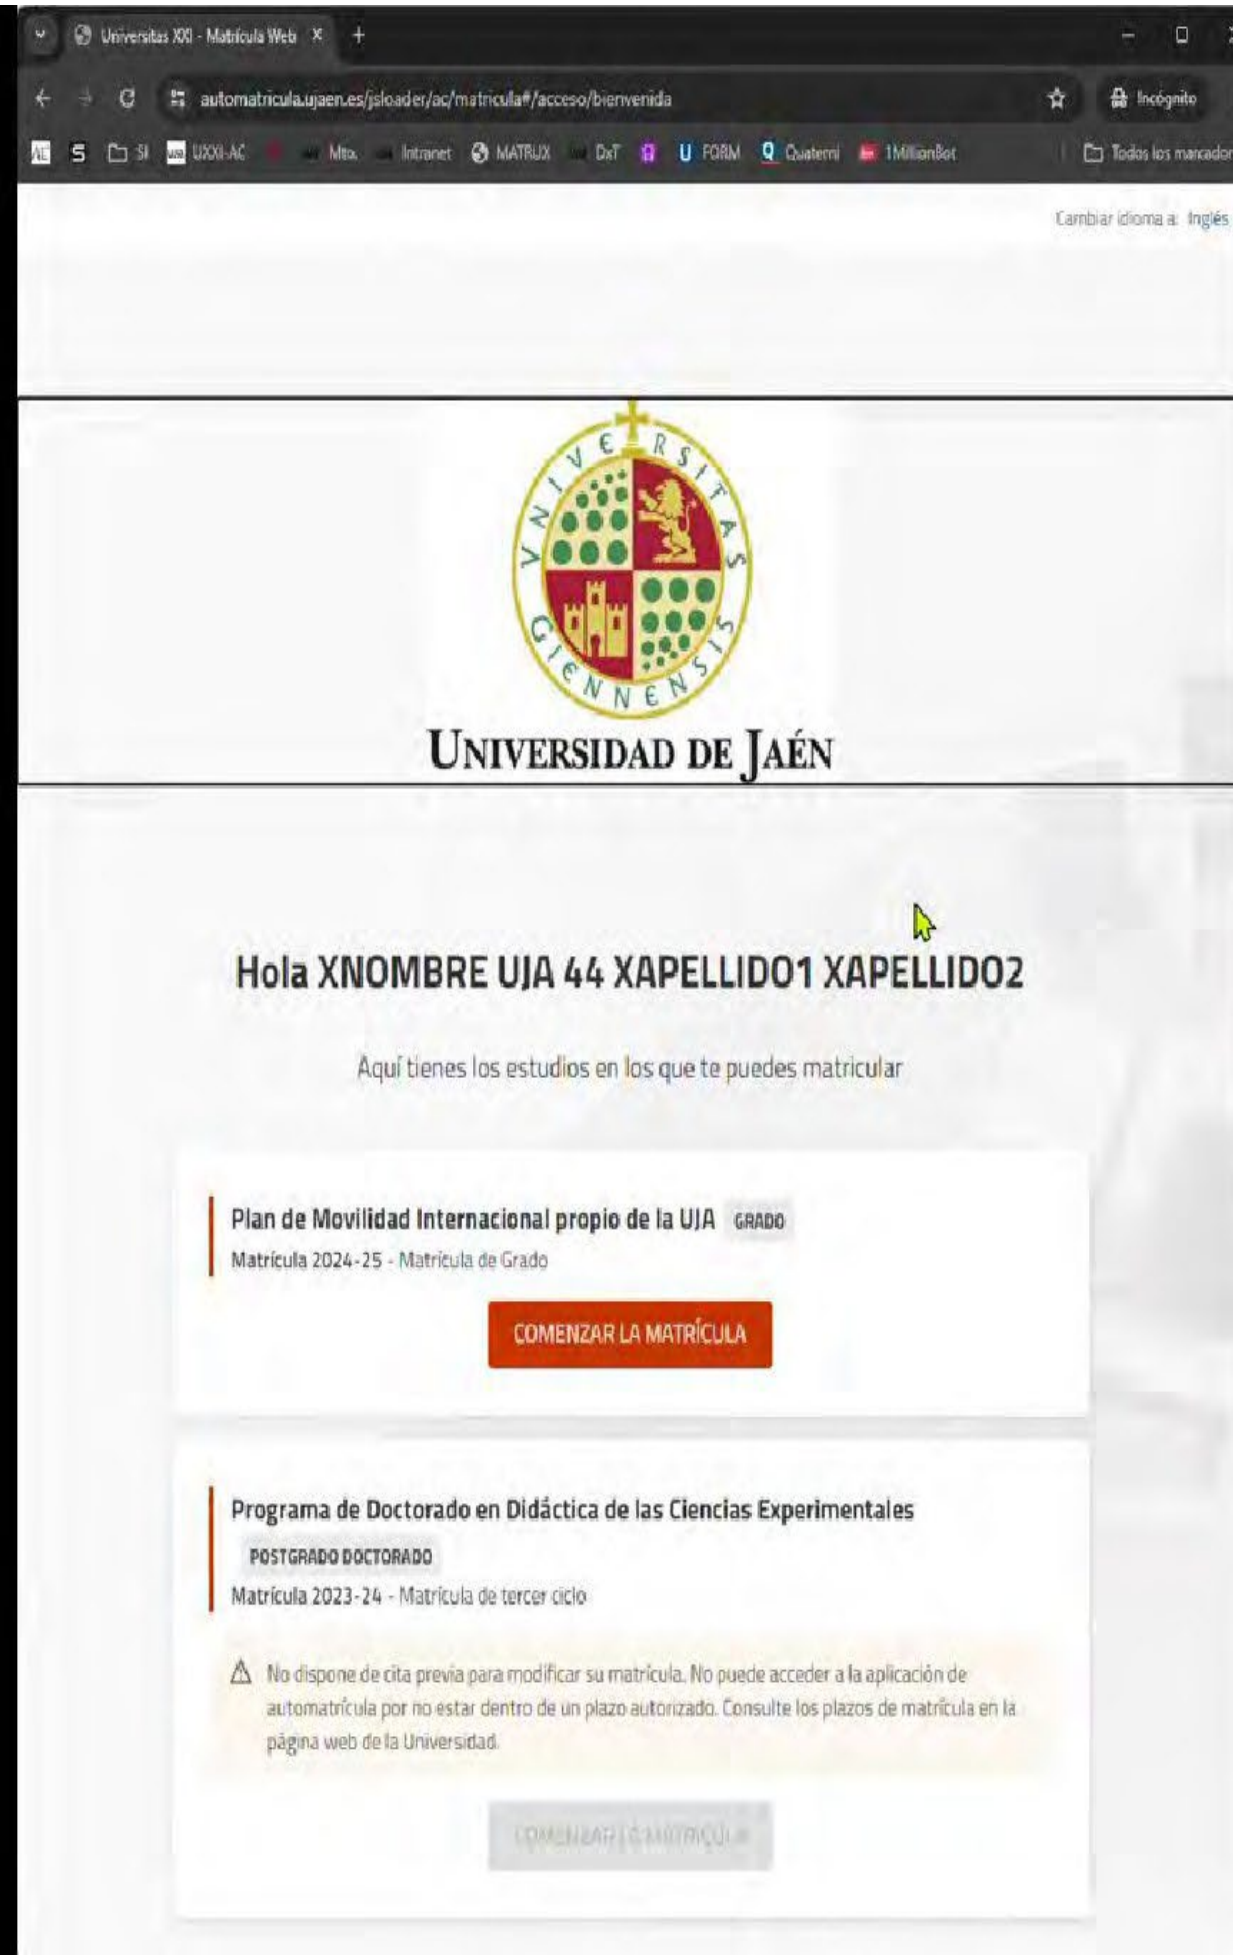 Universitas XXI - Matrícula Web
automatricula.ujaen.es/jsloader/ac/matricula#/acceso/bienvenida
Incógnito
SI UXXI-AC Mto. Intranet MATRUX DxT FORM Quaterni 1MillionBot Todos los marcador
Cambiar idioma a: Inglés
VNIVERSITAS GIENNENSIS
UNIVERSIDAD DE JAÉN
Hola XNOMBRE UJA 44 XAPELLIDO1 XAPELLIDO2
Aquí tienes los estudios en los que te puedes matricular
Plan de Movilidad Internacional propio de la UJA GRADO
Matrícula 2024-25 - Matrícula de Grado
COMENZAR LA MATRÍCULA
Programa de Doctorado en Didáctica de las Ciencias Experimentales
POSTGRADO DOCTORADO
Matrícula 2023-24 - Matrícula de tercer ciclo
No dispone de cita previa para modificar su matrícula. No puede acceder a la aplicación de
automatrícula por no estar dentro de un plazo autorizado. Consulte los plazos de matrícula en la
página web de la Universidad.
COMENZAR LA MATRÍCULA